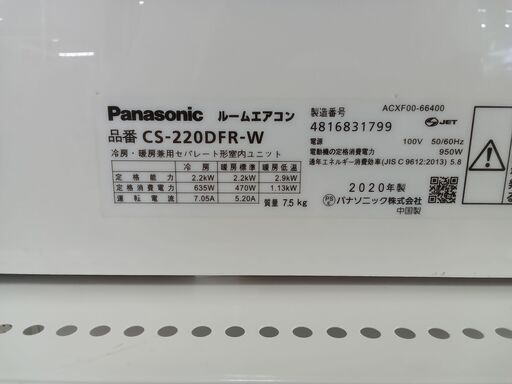 Panasonic ルームエアコン
品番 CS-220DFR-W
冷房・暖房兼用セパレート形室内ユニット
冷房 暖房標準 暖房低温
定格能力 2.2kW 2.2kW 2.9kW
定格消費電力 635W 470W 1.13kW
運転電流 7.05A 5.20A
質量 7.5kg
ACXF00-66400
製造番号
4816831799
JET
電源 100V 50/60Hz
電動機の定格消費電力 950W
通年エネルギー消費効率(JIS C 9612:2013) 5.8
2020年製
PS E
パナソニック株式会社
中国製